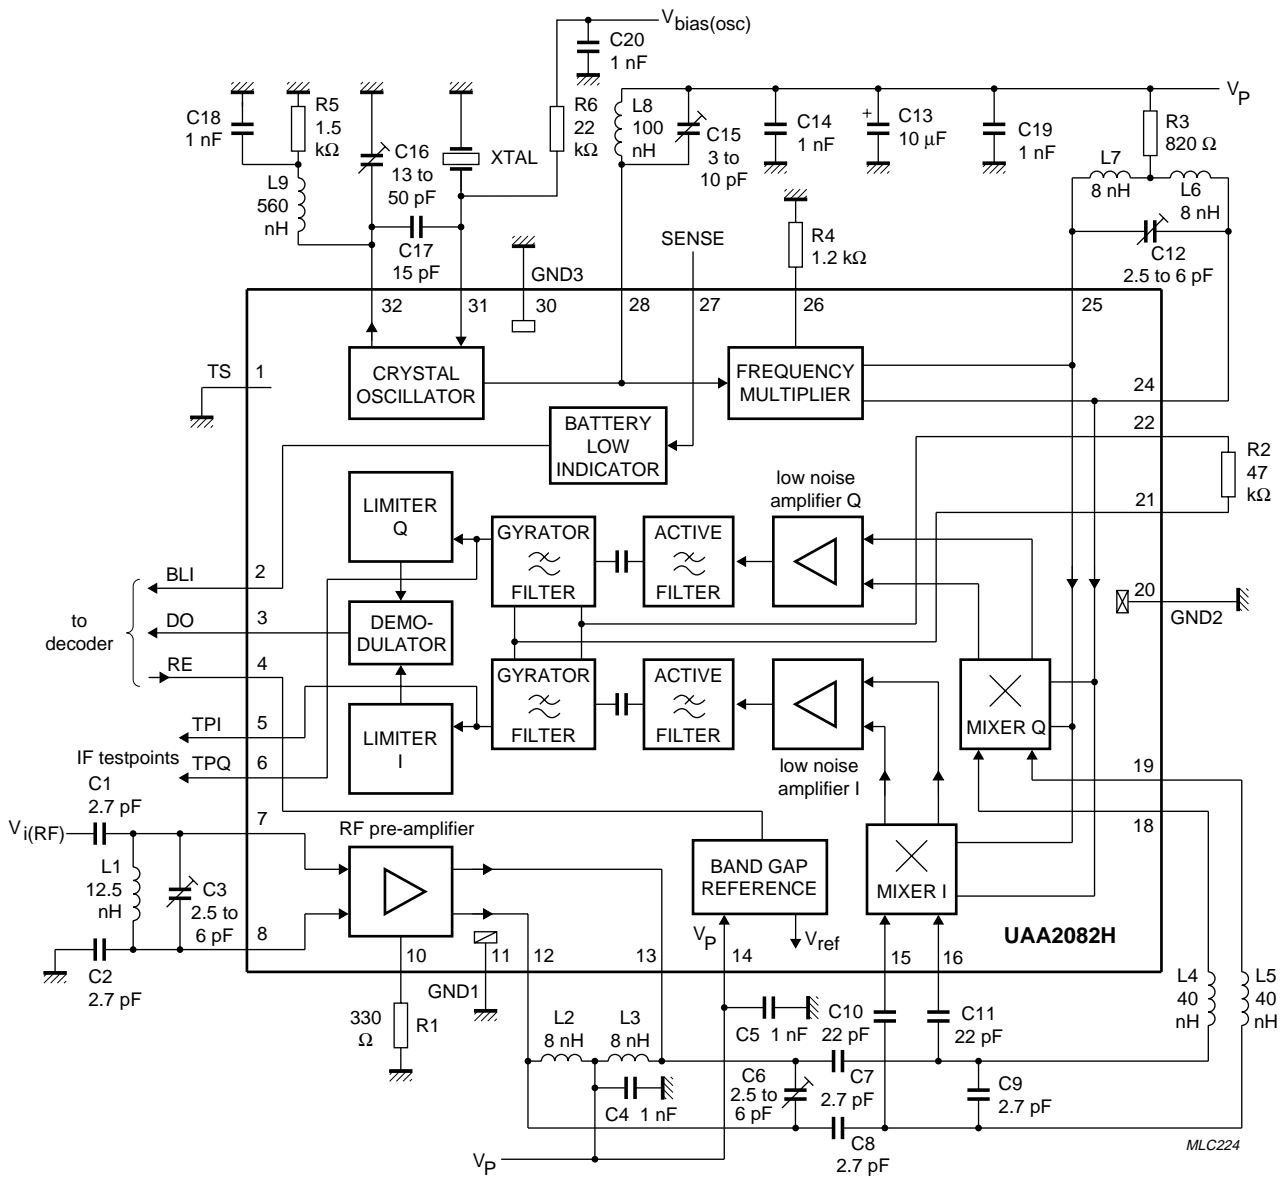 Vbias(osc)
C20
1 nF
VP
C18
1 nF
R5
1.5
kΩ
C16
13 to
50 pF
XTAL
R6
22
kΩ
L8
100
nH
C15
3 to
10 pF
C14
1 nF
C13
+
10 µF
C19
1 nF
R3
820 Ω
L7
8 nH
L6
8 nH
L9
560
nH
C17
15 pF
C12
2.5 to 6 pF
SENSE
R4
1.2 kΩ
GND3
32
31
30
28
27
26
25
TS
1
CRYSTAL
OSCILLATOR
FREQUENCY
MULTIPLIER
24
BATTERY
LOW
INDICATOR
22
R2
47
kΩ
21
LIMITER
Q
GYRATOR
FILTER
ACTIVE
FILTER
low noise
amplifier Q
BLI
2
20
GND2
to
decoder
DO
3
DEMO-
DULATOR
RE
4
GYRATOR
FILTER
ACTIVE
FILTER
MIXER Q
TPI
5
LIMITER
I
low noise
amplifier I
IF testpoints
TPQ
6
19
C1
2.7 pF
Vi(RF)
7
RF pre-amplifier
18
L1
12.5
nH
C3
2.5 to
6 pF
BAND GAP
REFERENCE
MIXER I
8
VP
Vref
UAA2082H
C2
2.7 pF
10
11
12
13
14
15
16
GND1
330
Ω
R1
L2
8 nH
L3
8 nH
C5
1 nF
C10
22 pF
C11
22 pF
L4
40
nH
L5
40
nH
C4
1 nF
C6
2.5 to
6 pF
C7
2.7 pF
C9
2.7 pF
C8
2.7 pF
VP
MLC224